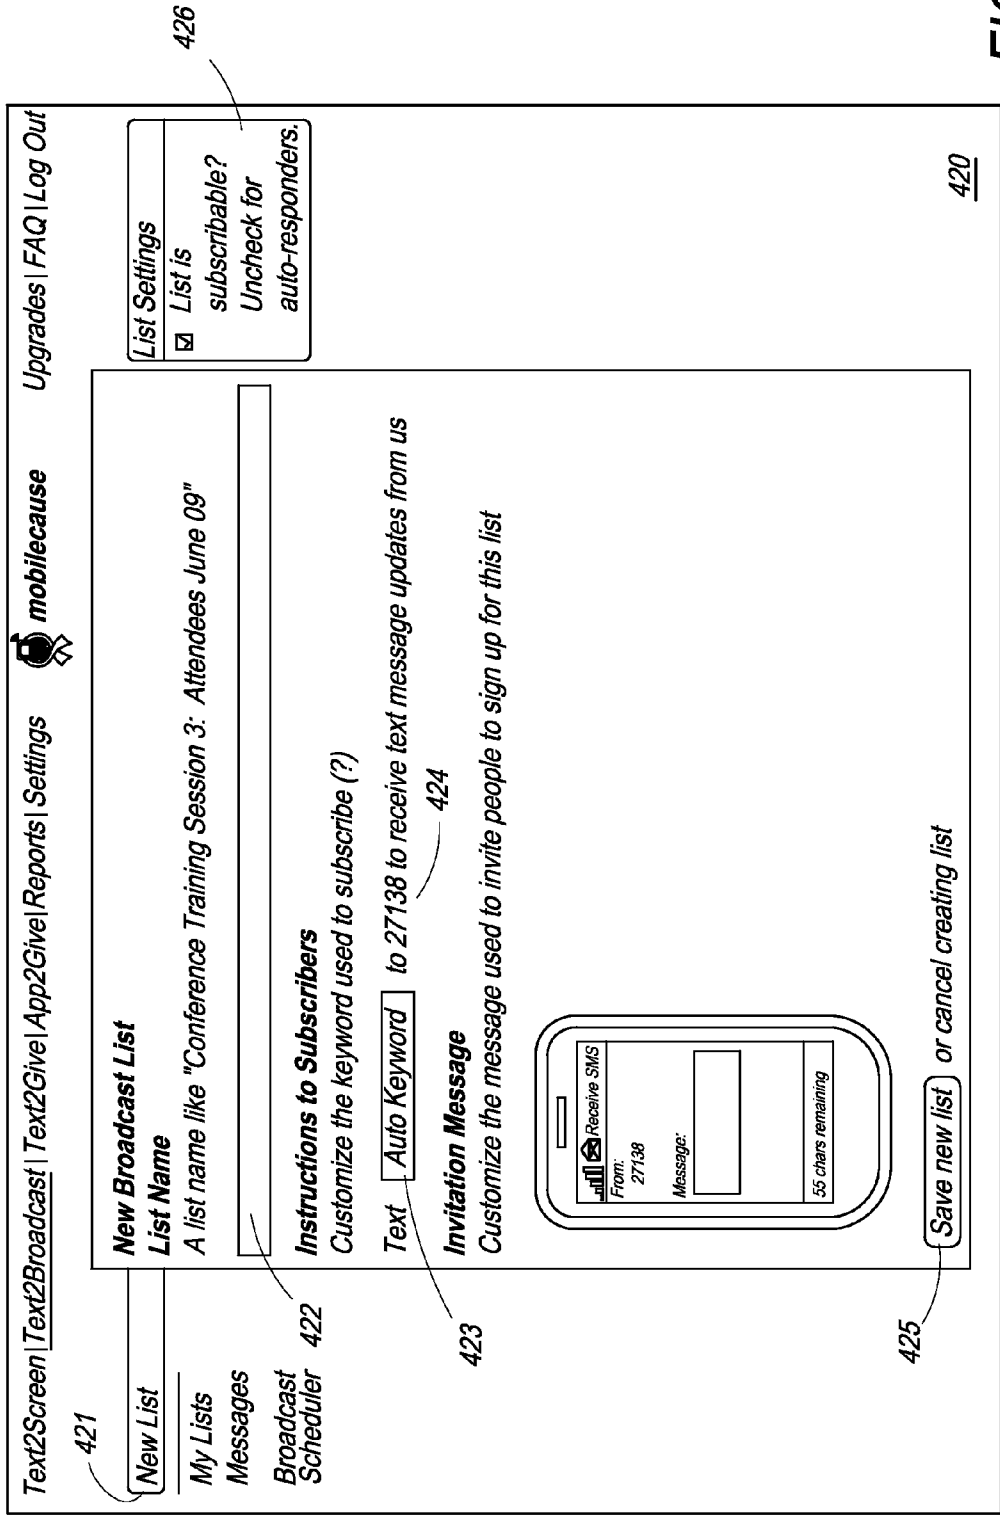 Text2Screen|Text2Broadcast|Text2Give|App2Give|Reports|Settings
mobilecause
Upgrades|FAQ|Log Out
421
New List
My Lists
Messages
Broadcast
Scheduler
New Broadcast List
List Name
A list name like "Conference Training Session 3: Attendees June 09"
422
Instructions to Subscribers
Customize the keyword used to subscribe (?)
Text Auto Keyword to 27138 to receive text message updates from us
423
424
Invitation Message
Customize the message used to invite people to sign up for this list
Receive SMS
From:
27138
Message:
55 chars remaining
Save new list or cancel creating list
425
List Settings
List is
subscribable?
Uncheck for
auto-responders.
426
420